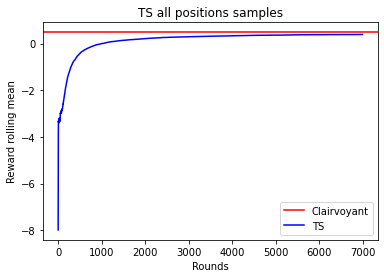 TS all positions samples
Reward rolling mean
0
−2
−4
−6
−8
0
1000
2000
3000
4000
5000
6000
7000
Rounds
Clairvoyant
TS